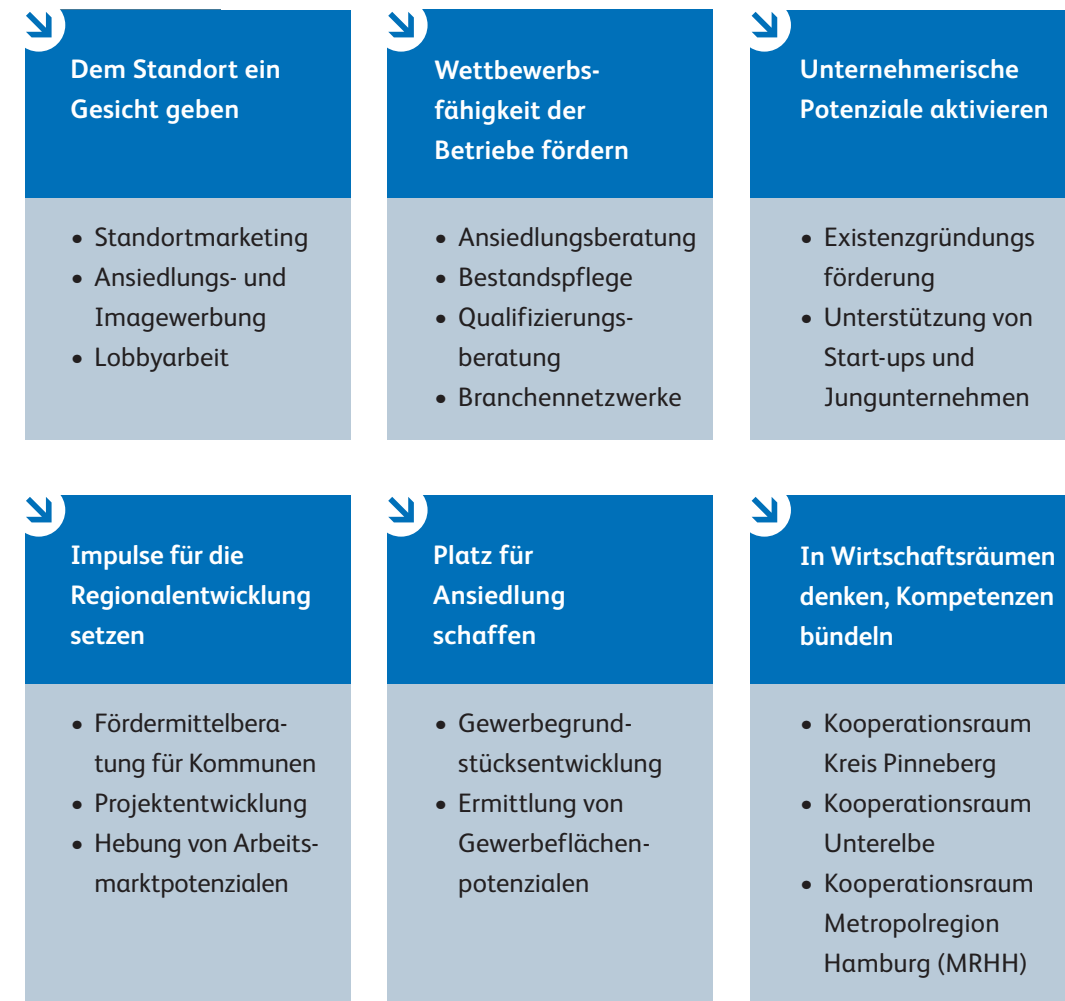 Dem Standort ein
Gesicht geben
• Standortmarketing
• Ansiedlungs- und
Imagewerbung
• Lobbyarbeit
Wettbewerbs-
fähigkeit der
Betriebe fördern
• Ansiedlungsberatung
• Bestandspflege
• Qualifizierungs-
beratung
• Branchennetzwerke
Unternehmerische
Potenziale aktivieren
• Existenzgründungs
förderung
• Unterstützung von
Start-ups und
Jungunternehmen
Impulse für die
Regionalentwicklung
setzen
• Fördermittelbera-
tung für Kommunen
• Projektentwicklung
• Hebung von Arbeits-
marktpotenzialen
Platz für
Ansiedlung
schaffen
• Gewerbegrund-
stücksentwicklung
• Ermittlung von
Gewerbeflächen-
potenzialen
In Wirtschaftsräumen
denken, Kompetenzen
bündeln
• Kooperationsraum
Kreis Pinneberg
• Kooperationsraum
Unterelbe
• Kooperationsraum
Metropolregion
Hamburg (MRHH)